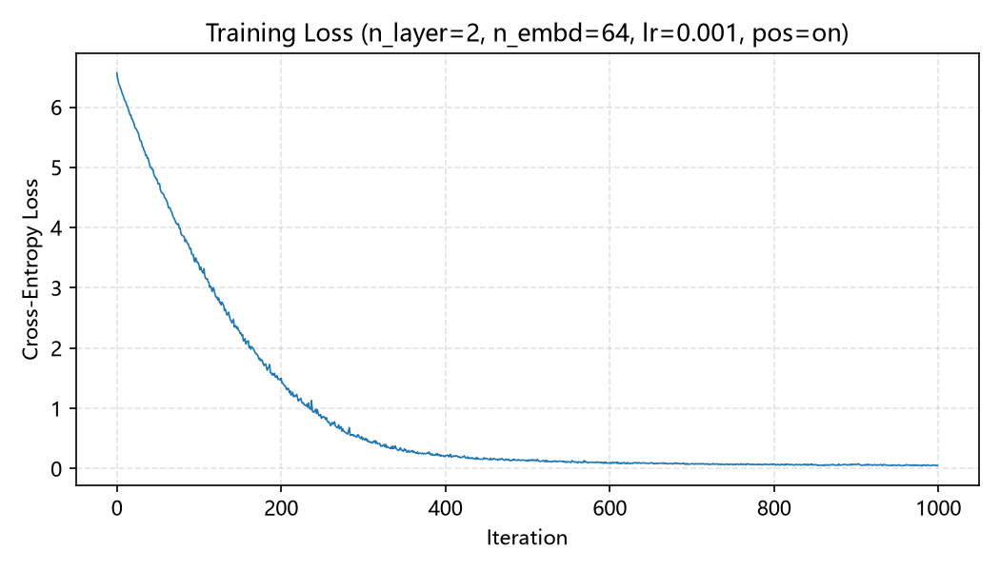 Training Loss (n_layer=2, n_embd=64, lr=0.001, pos=on)
Cross-Entropy Loss
6
5
4
3
2
1
0
0 200 400 600 800 1000
Iteration